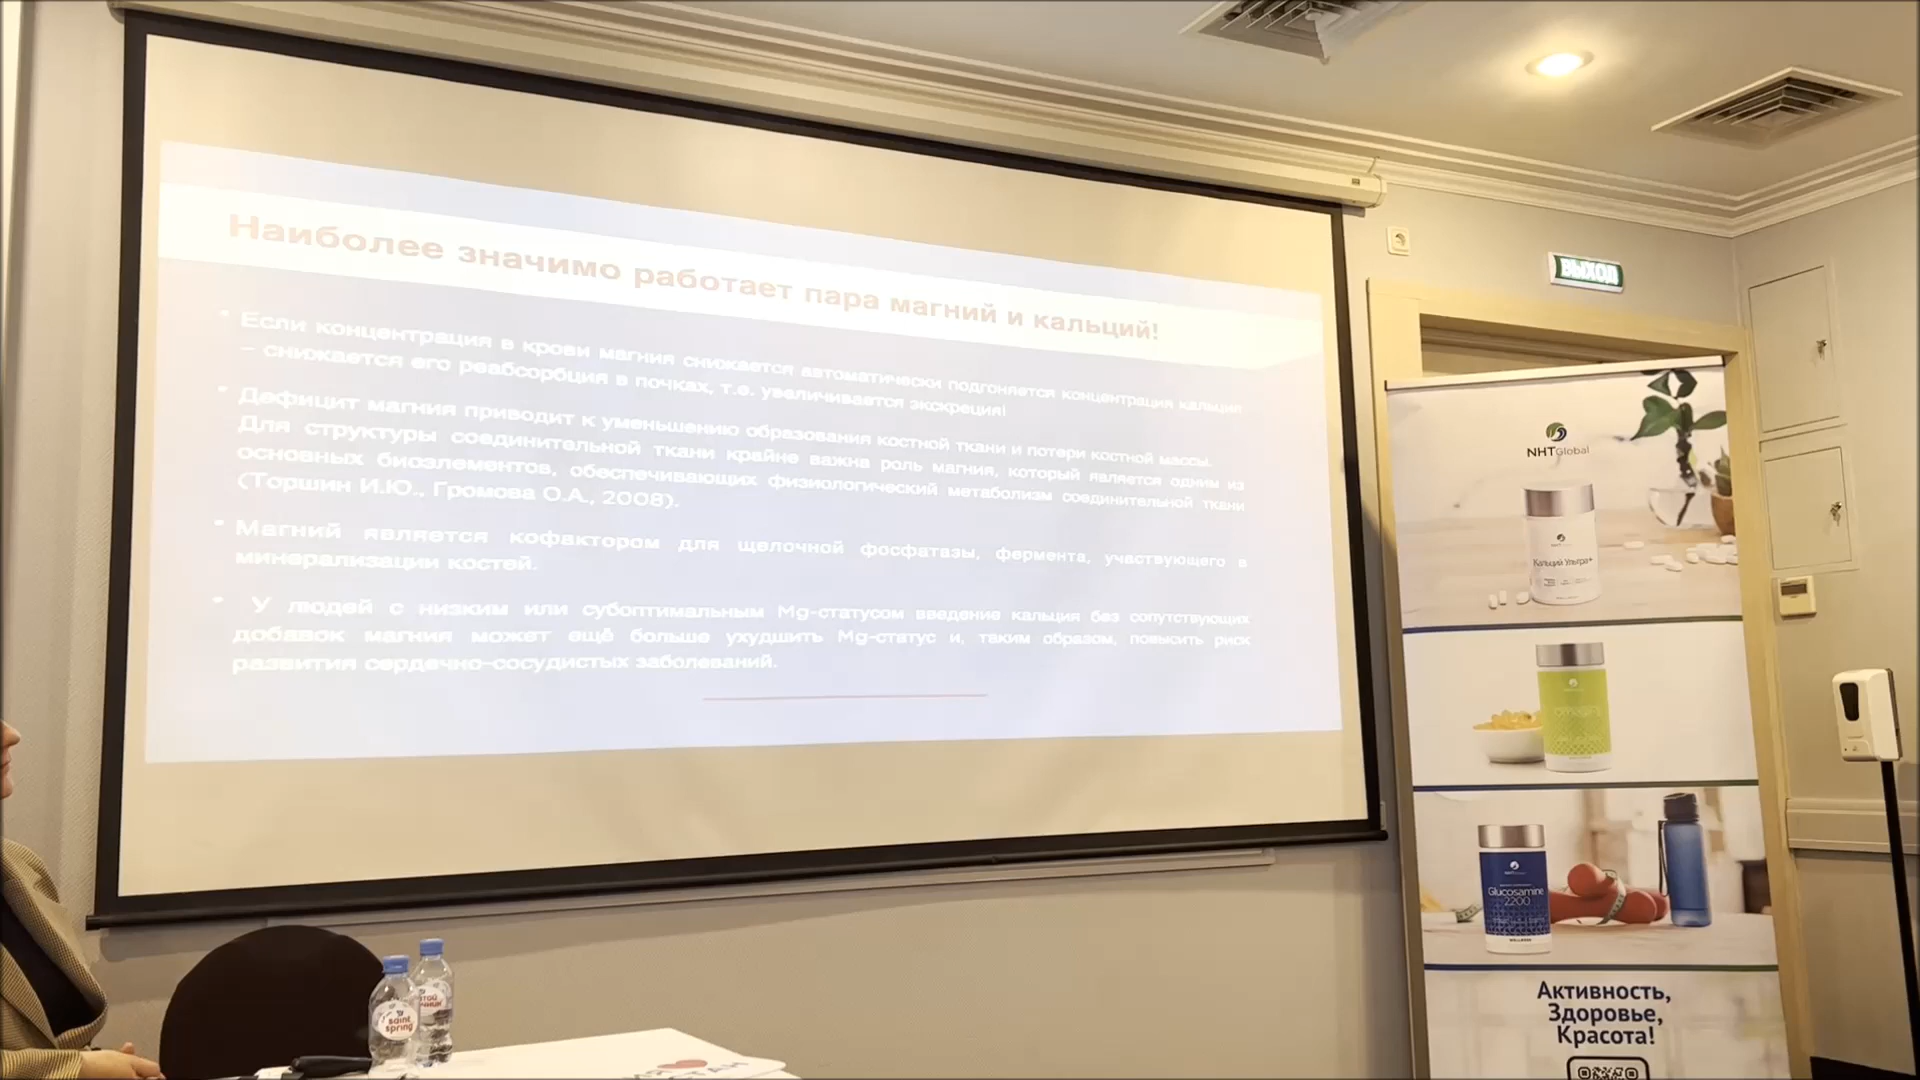 Наиболее значимо работает пара магний и кальций!
• Если концентрация в крови магния снижается автоматически подгоняется концентрация кальция
– снижается его реабсорбция в почках, т.е. увеличивается экскреция!
• Дефицит магния приводит к уменьшению образования костной ткани и потери костной массы.
Для структуры соединительной ткани крайне важна роль магния, который является одним из
основных биоэлементов, обеспечивающих физиологический метаболизм соединительной ткани
(Торшин И.Ю., Громова О.А., 2008).
• Магний является кофактором для щелочной фосфатазы, фермента, участвующего в
минерализации костей.
• У людей с низким или субоптимальным Mg-статусом введение кальция без сопутствующих
добавок магния может ещё больше ухудшить Mg-статус и, таким образом, повысить риск
развития сердечно-сосудистых заболеваний.
ВЫХОД
NHT Global
Кальций Ультра+
Glucosamine
2200
Активность,
Здоровье,
Красота!
saint
spring